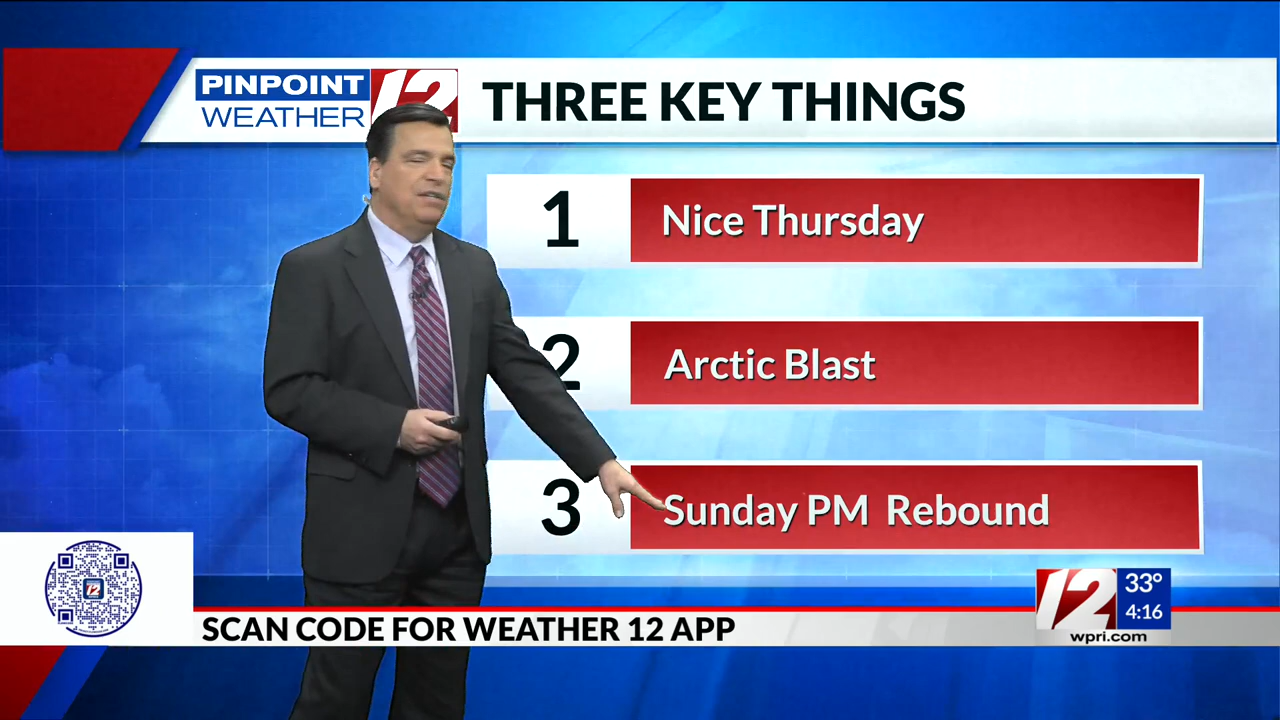 PINPOINT
WEATHER
12
THREE KEY THINGS
1
Nice Thursday
2
Arctic Blast
3
Sunday PM Rebound
12
12
33°
4:16
wpri.com
SCAN CODE FOR WEATHER 12 APP